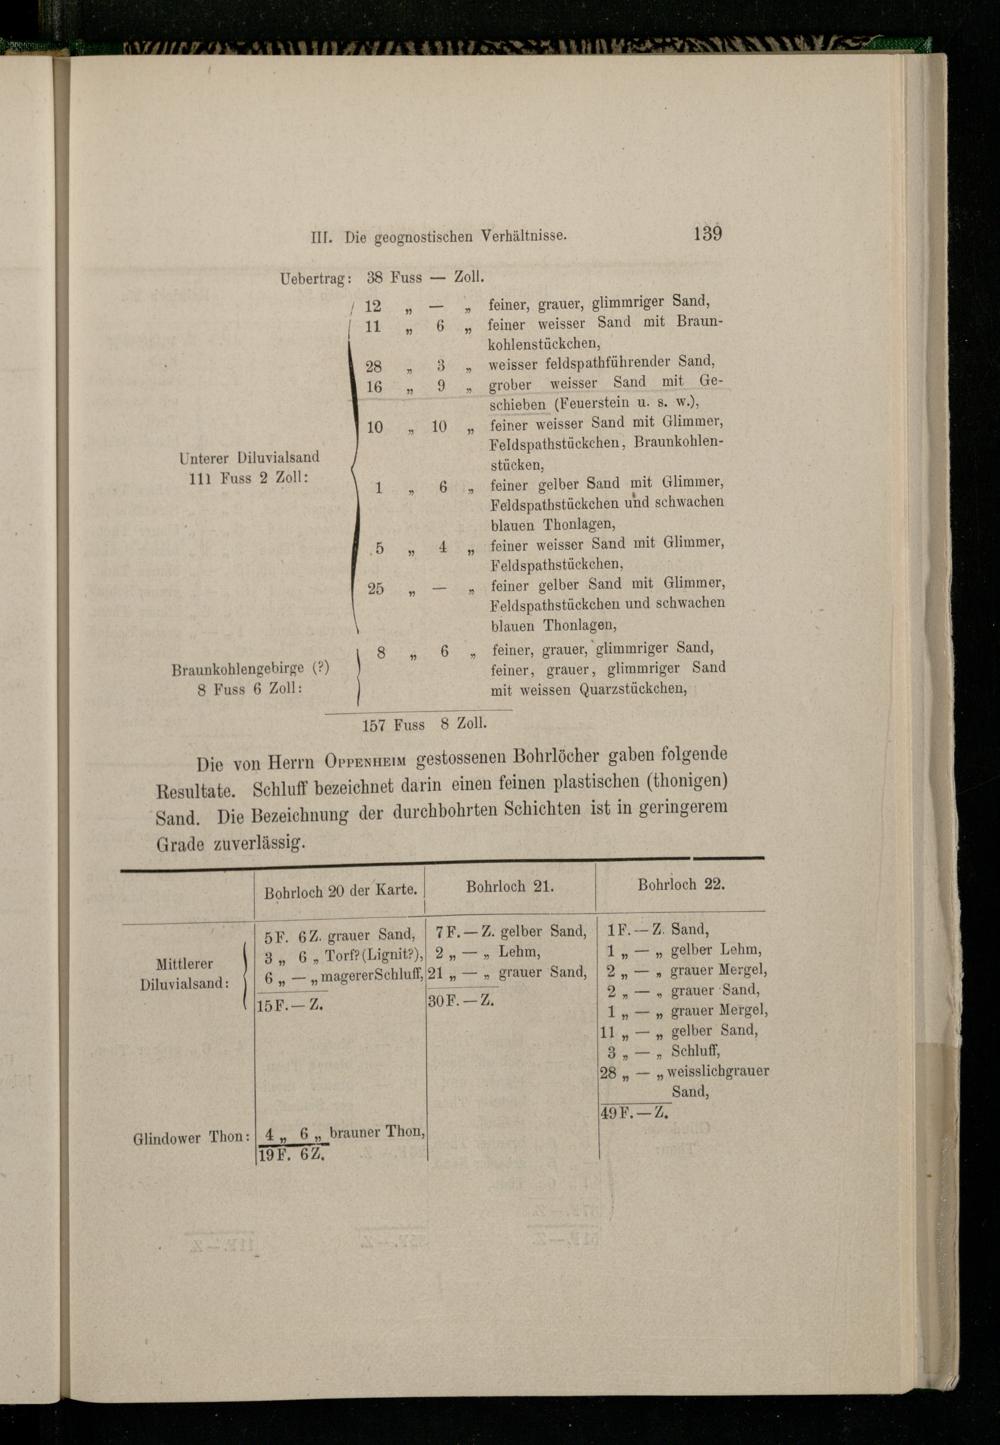 III. Die geognostischen Verhältnisse. 139
Uebertrag: 38 Fuss — Zoll.
12 „ — „ feiner, grauer, glimmriger Sand,
11 „ 6 „ feiner weisser Sand mit Braun-
kohlenstückchen,
28 „ 3 „ weisser feldspathführender Sand,
16 „ 9 „ grober weisser Sand mit Ge-
schieben (Feuerstein u. s. w.),
10 „ 10 „ feiner weisser Sand mit Glimmer,
Feldspathstückchen, Braunkohlen-
stücken,
Unterer Diluvialsand
111 Fuss 2 Zoll:
1 „ 6 „ feiner gelber Sand mit Glimmer,
Feldspathstückchen und schwachen
blauen Thonlagen,
5 „ 4 „ feiner weisser Sand mit Glimmer,
Feldspathstückchen,
25 „ — „ feiner gelber Sand mit Glimmer,
Feldspathstückchen und schwachen
blauen Thonlagen,
Braunkohlengebirge (?)
8 Fuss 6 Zoll:
8 „ 6 „ feiner, grauer, glimmriger Sand,
feiner, grauer, glimmriger Sand
mit weissen Quarzstückchen,
157 Fuss 8 Zoll.
Die von Herrn OPPENHEIM gestossenen Bohrlöcher gaben folgende
Resultate. Schluff bezeichnet darin einen feinen plastischen (thonigen)
Sand. Die Bezeichnung der durchbohrten Schichten ist in geringerem
Grade zuverlässig.
Bohrloch 20 der Karte. Bohrloch 21. Bohrloch 22.
Mittlerer
Diluvialsand:
5 F. 6 Z. grauer Sand,
3 „ 6 „ Torf? (Lignit?),
6 „ — „ magerer Schluff,
15 F. — Z.
7 F. — Z. gelber Sand,
2 „ — „ Lehm,
21 „ — „ grauer Sand,
30 F. — Z.
1 F. — Z. Sand,
1 „ — „ gelber Lehm,
2 „ — „ grauer Mergel,
2 „ — „ grauer Sand,
1 „ — „ grauer Mergel,
11 „ — „ gelber Sand,
3 „ — „ Schluff,
28 „ — „ weisslichgrauer
Sand,
49 F. — Z.
Glindower Thon: 4 „ 6 „ brauner Thon,
19 F. 6 Z.